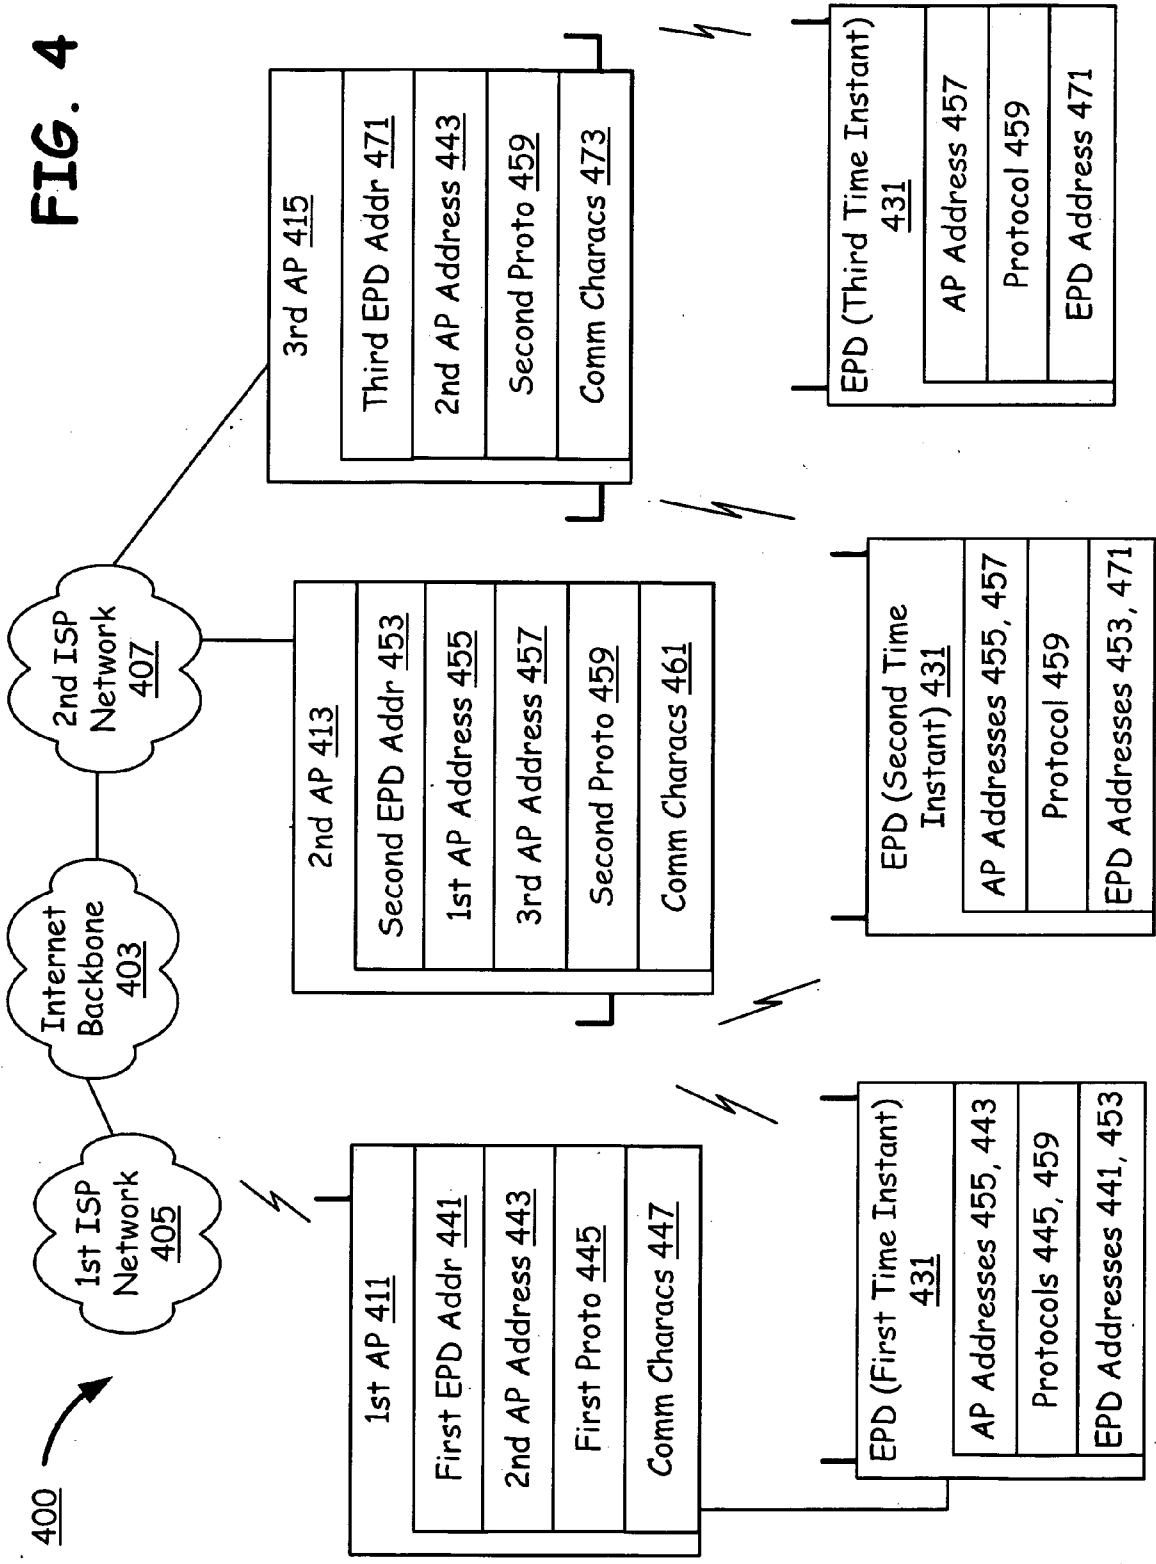 FIG. 4
400
1st ISP
Network
405
Internet
Backbone
403
2nd ISP
Network
407
1st AP 411
First EPD Addr 441
2nd AP Address 443
First Proto 445
Comm Characs 447
2nd AP 413
Second EPD Addr 453
1st AP Address 455
3rd AP Address 457
Second Proto 459
Comm Characs 461
3rd AP 415
Third EPD Addr 471
2nd AP Address 443
Second Proto 459
Comm Characs 473
EPD (First Time Instant)
431
AP Addresses 455, 443
Protocols 445, 459
EPD Addresses 441, 453
EPD (Second Time
Instant) 431
AP Addresses 455, 457
Protocol 459
EPD Addresses 453, 471
EPD (Third Time Instant)
431
AP Address 457
Protocol 459
EPD Address 471